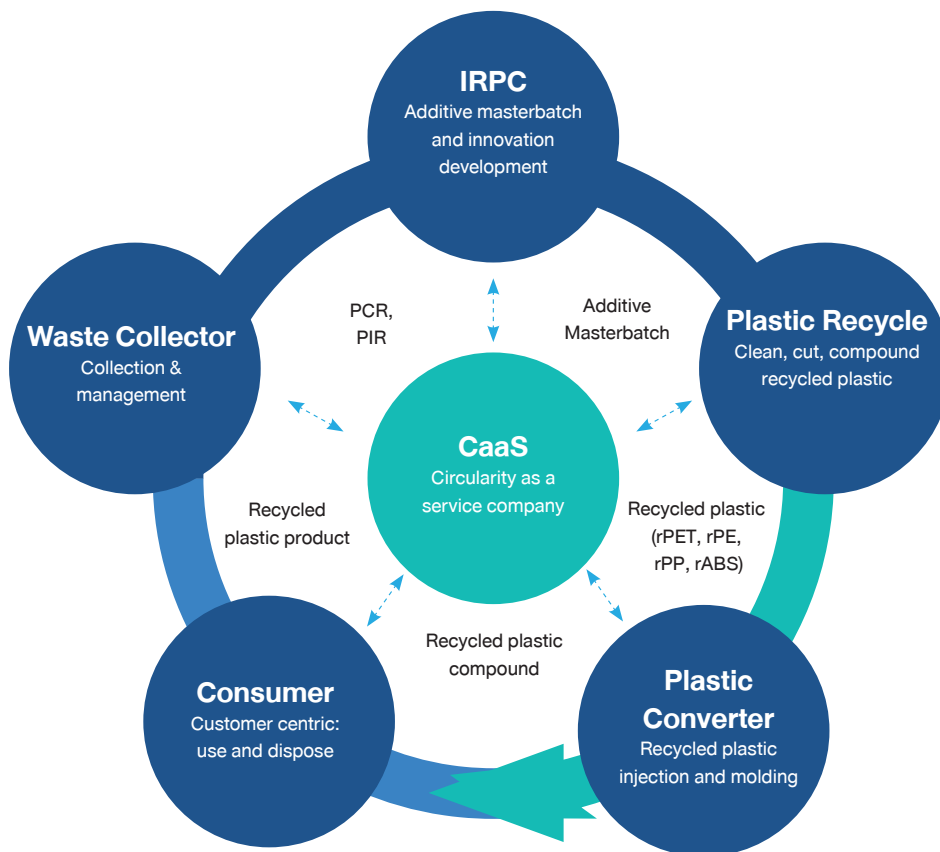 IRPC
Additive masterbatch
and innovation
development
PCR,
PIR
Additive
Masterbatch
Waste Collector
Collection &
management
Plastic Recycle
Clean, cut, compound
recycled plastic
CaaS
Circularity as a
service company
Recycled
plastic product
Recycled plastic
(rPET, rPE,
rPP, rABS)
Recycled plastic
compound
Consumer
Customer centric:
use and dispose
Plastic
Converter
Recycled plastic
injection and molding